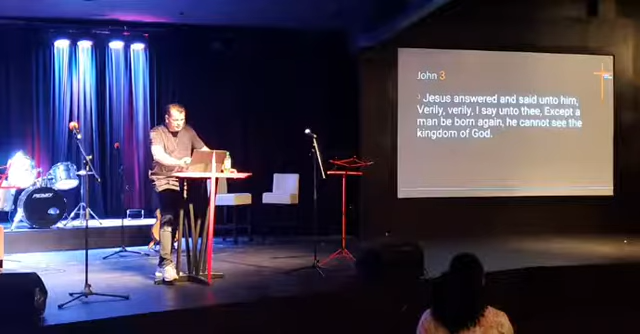 John 3
3 Jesus answered and said unto him,
Verily, verily, I say unto thee, Except a
man be born again, he cannot see the
kingdom of God.